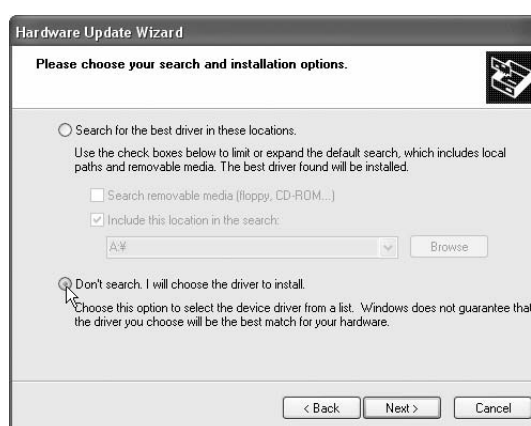 Hardware Update Wizard
Please choose your search and installation options.
Search for the best driver in these locations.
Use the check boxes below to limit or expand the default search, which includes local
paths and removable media. The best driver found will be installed.
Search removable media (floppy, CD-ROM...)
Include this location in the search:
A:¥
Browse
Don't search. I will choose the driver to install.
Choose this option to select the device driver from a list. Windows does not guarantee that
the driver you choose will be the best match for your hardware.
< Back Next > Cancel